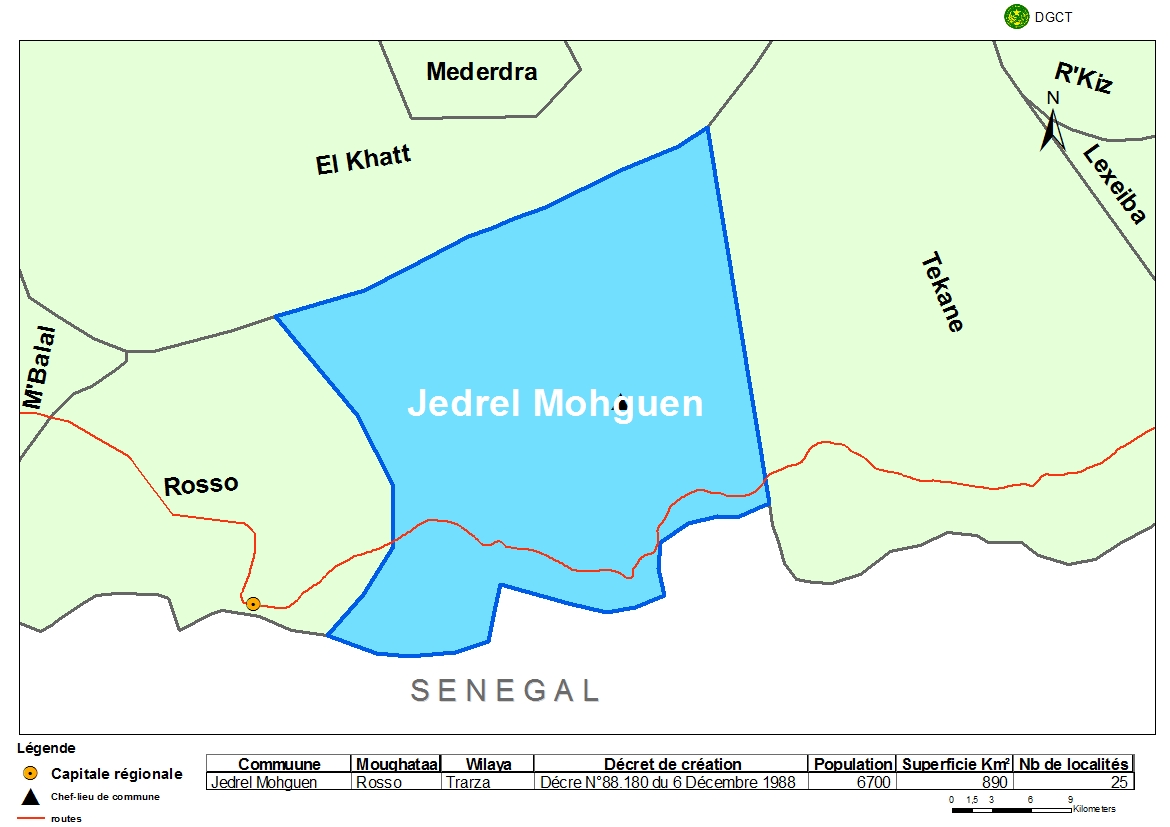 DGCT
Mederdra
R'Kiz
N
El Khatt
Lexeiba
Tekane
M'Balal
Jedrel Mohguen
Rosso
SENEGAL
Légende
Capitale régionale
Chef-lieu de commune
routes
Commuune Moughataa Wilaya Décret de création Population Superficie Km² Nb de localités
Jedrel Mohguen Rosso Trarza Décre N°88.180 du 6 Décembre 1988 6700 890 25
0 1,5 3 6 9
Kilometers